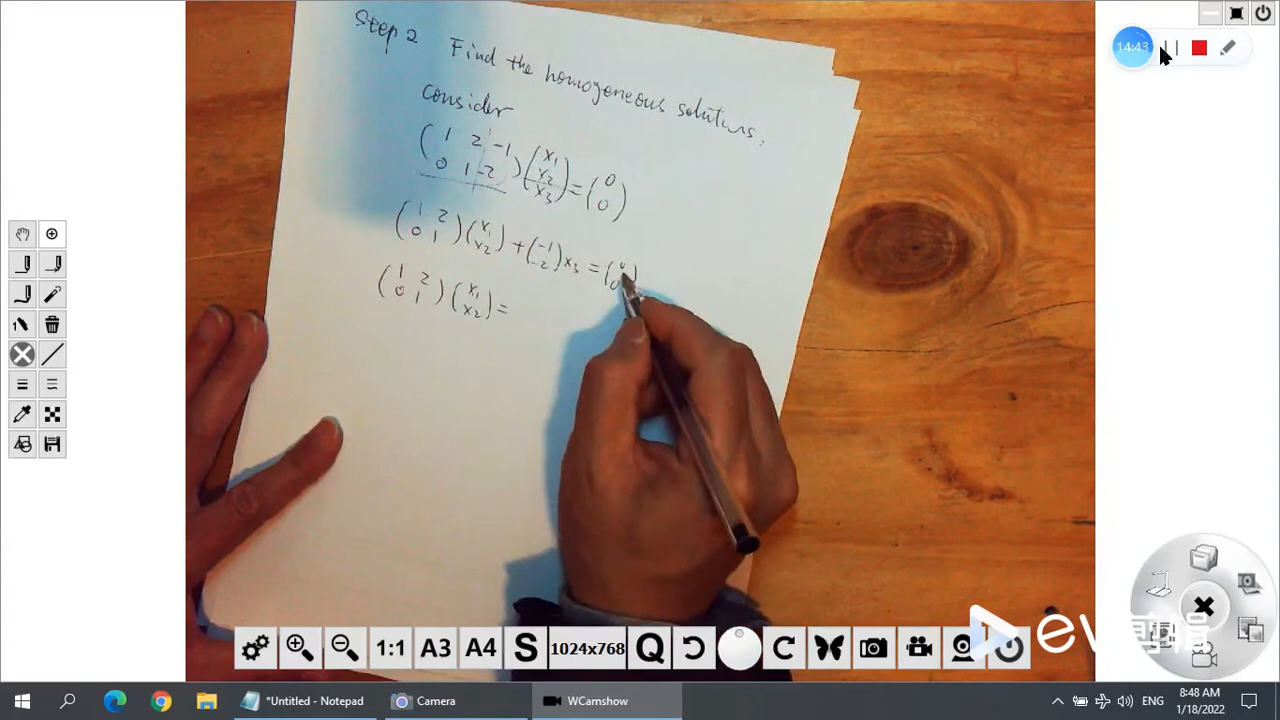 14:43
Step 2 Find the homogeneous solutions.
consider
( 1 2 -1
0 1 -2 ) ( x1
x2
x3 ) = ( 0
0 )
( 1 2
0 1 ) ( x1
x2 ) + ( -1
-2 ) x3 = ( 0
0 )
( 1 2
0 1 ) ( x1
x2 ) =
1:1 A3 A4 S 1024x768 Q
*Untitled - Notepad Camera WCamshow
ENG 8:48 AM
1/18/2022